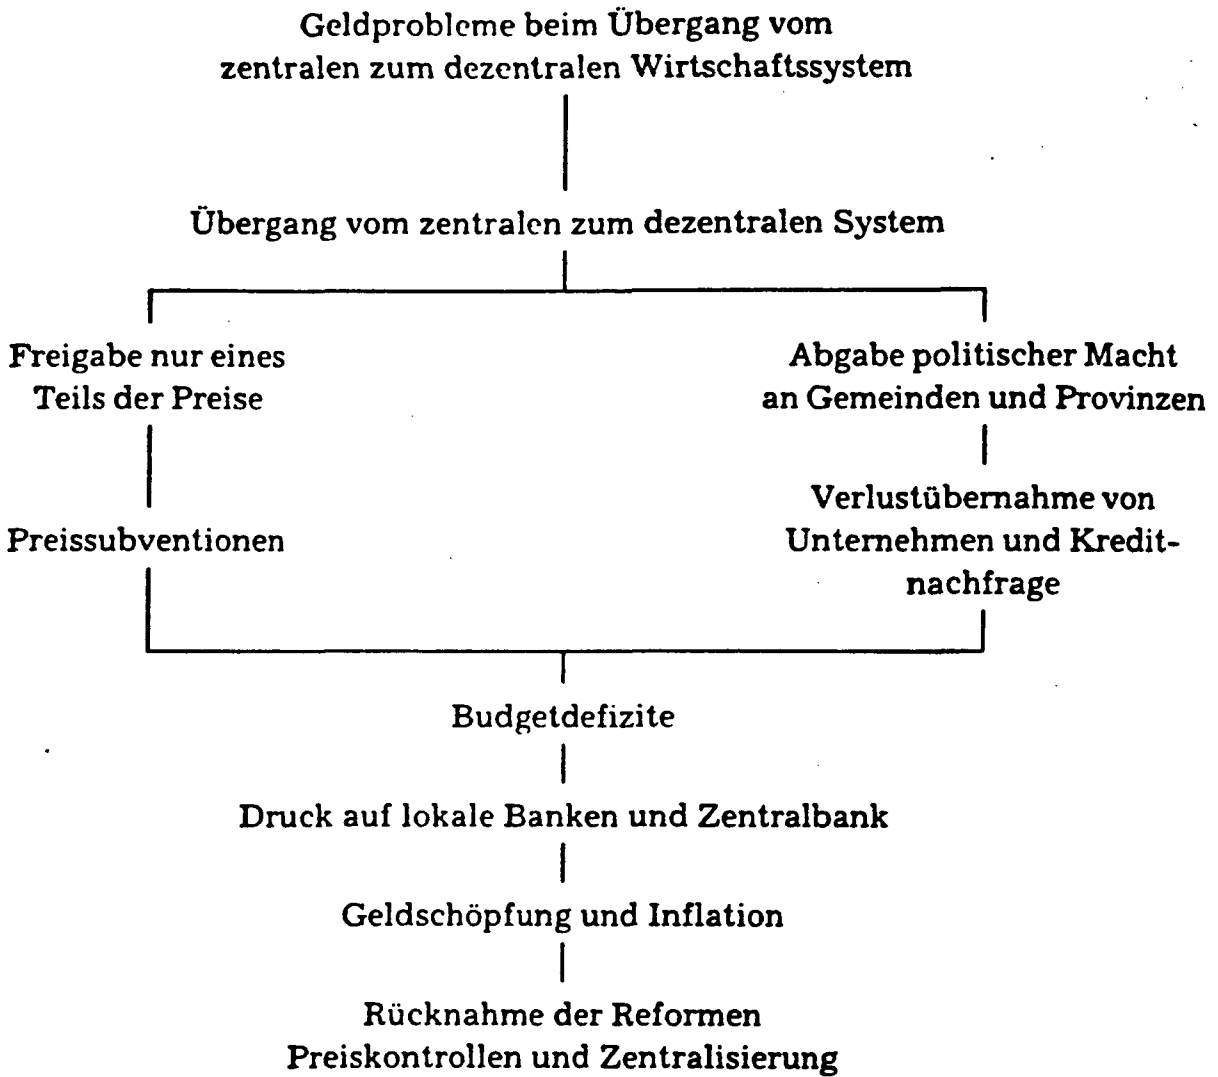 Geldprobleme beim Übergang vom
zentralen zum dezentralen Wirtschaftssystem
Übergang vom zentralen zum dezentralen System
Freigabe nur eines
Teils der Preise
Abgabe politischer Macht
an Gemeinden und Provinzen
Preissubventionen
Verlustübernahme von
Unternehmen und Kredit-
nachfrage
Budgetdefizite
Druck auf lokale Banken und Zentralbank
Geldschöpfung und Inflation
Rücknahme der Reformen
Preiskontrollen und Zentralisierung